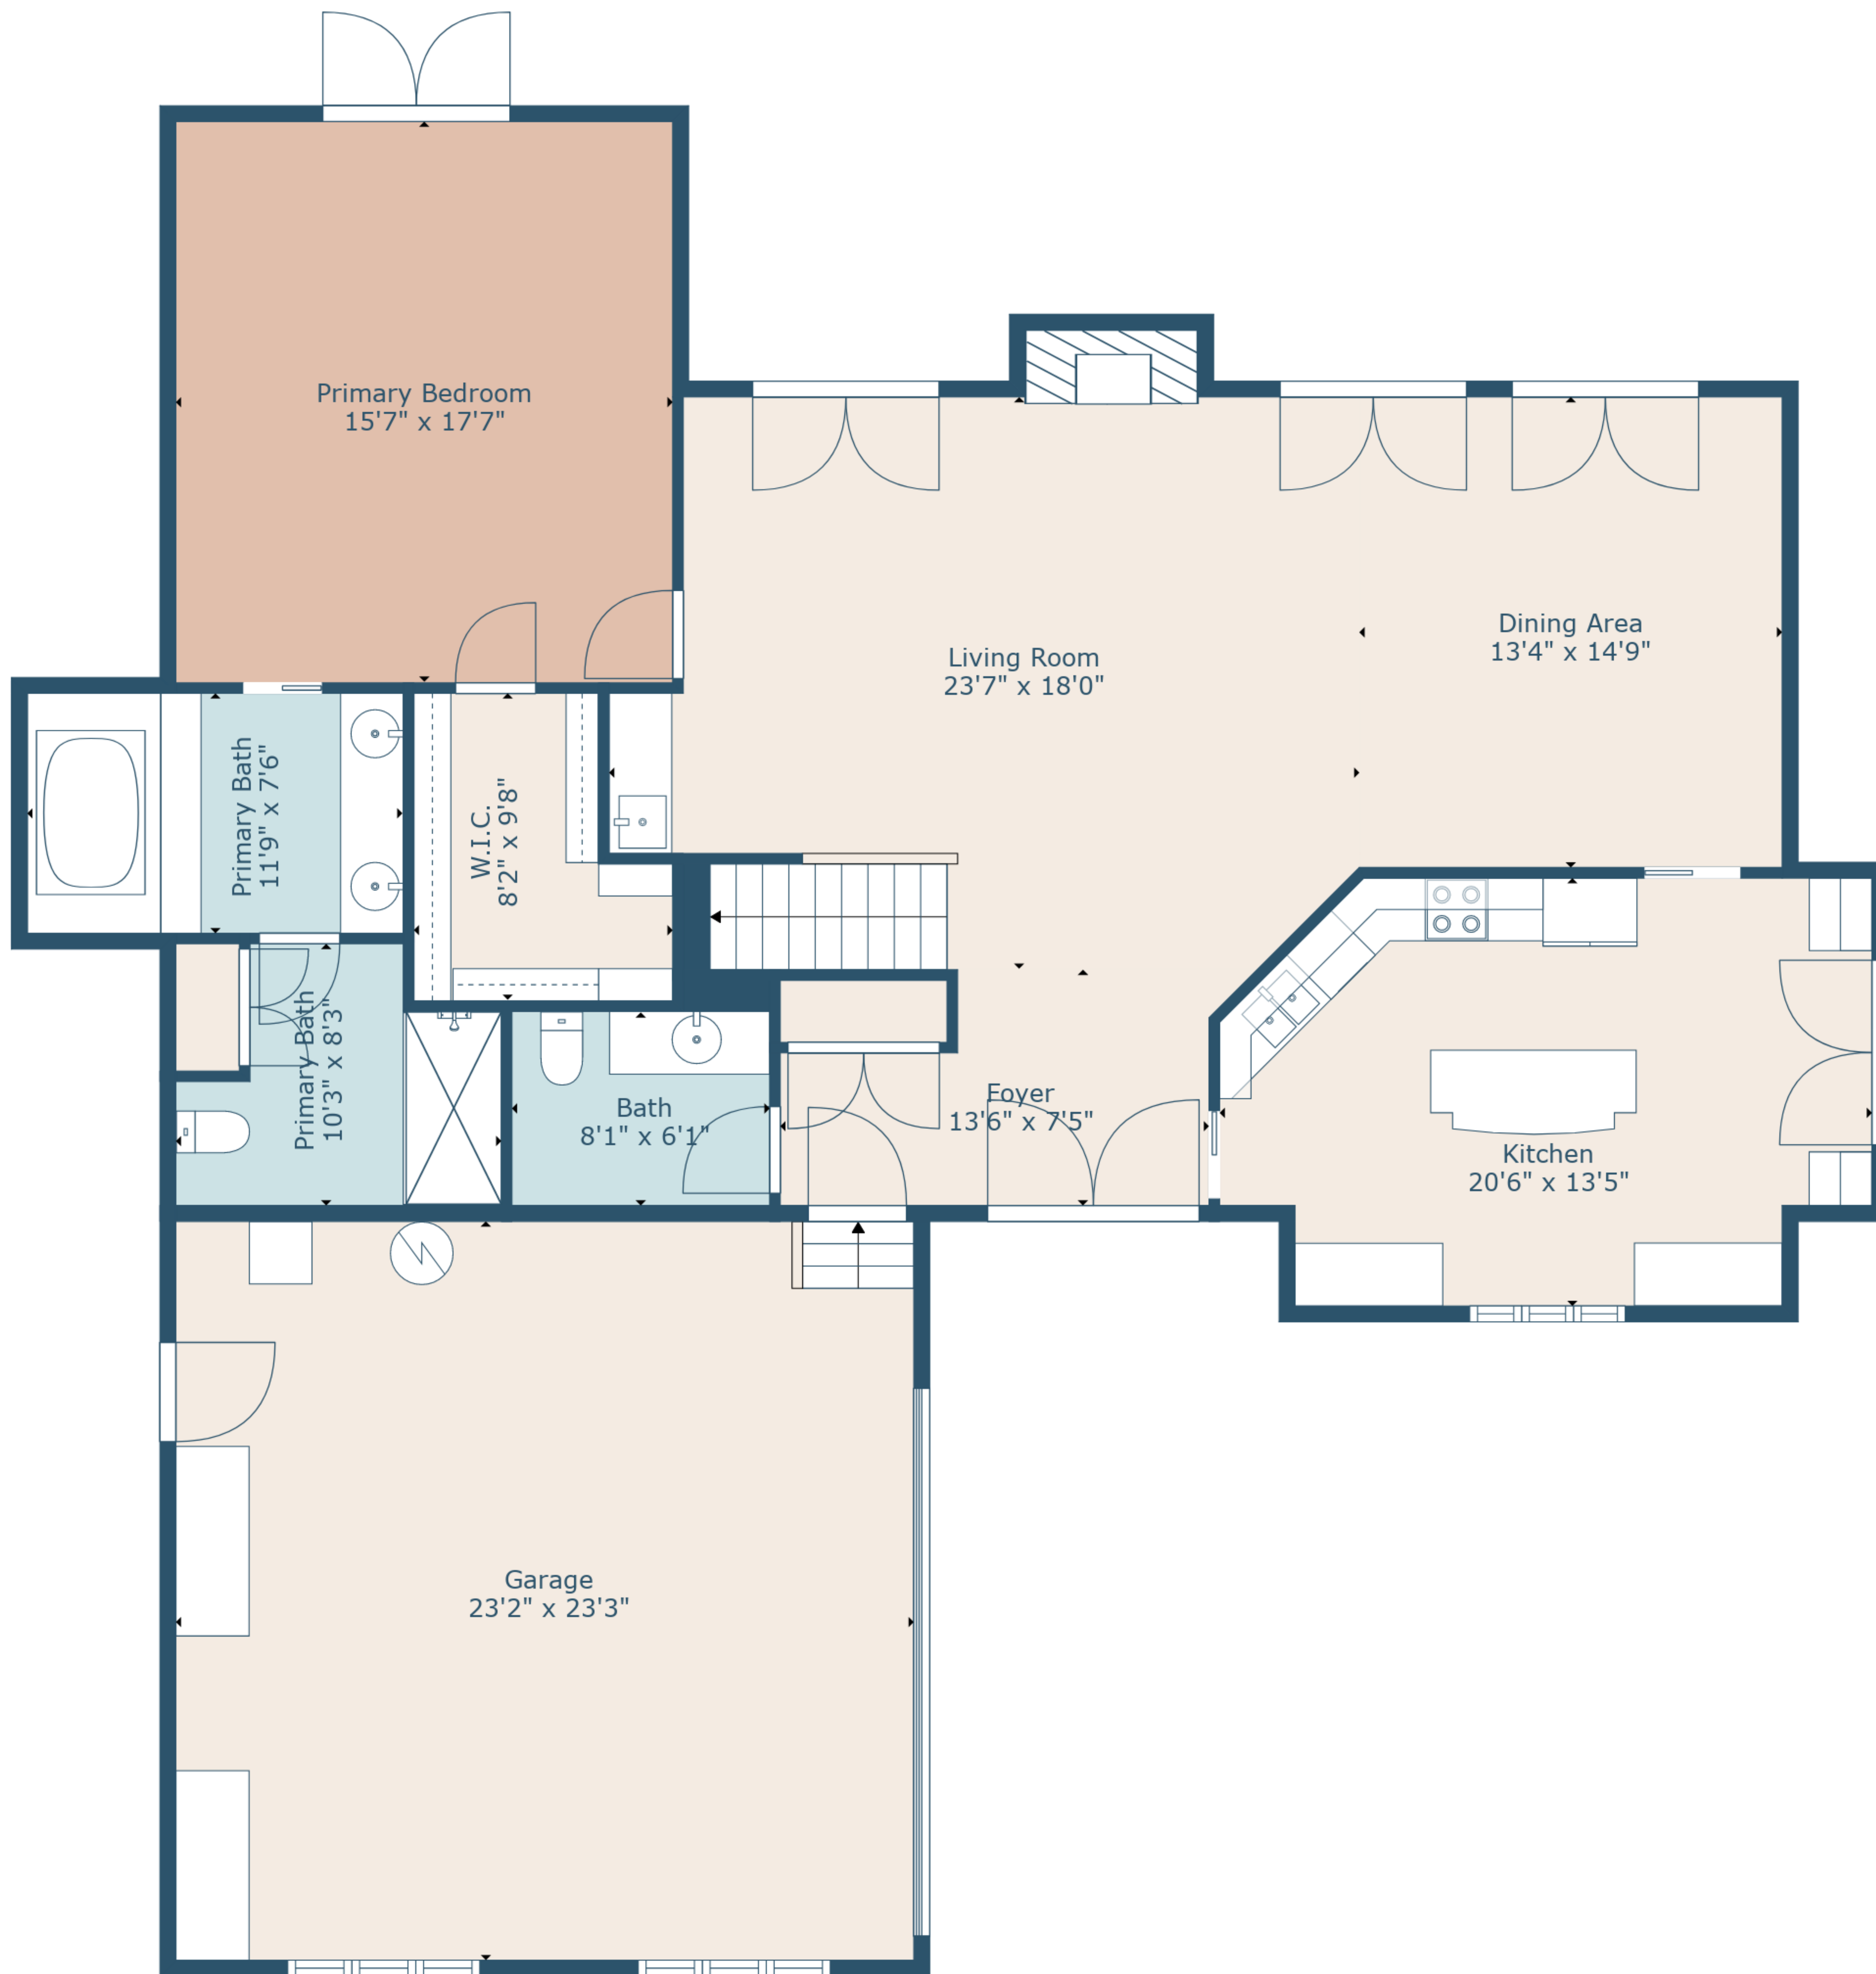 Primary Bedroom
15'7" x 17'7"
Living Room
23'7" x 18'0"
Dining Area
13'4" x 14'9"
Primary Bath
11'9" x 7'6"
W.I.C.
8'2" x 9'8"
Primary Bath
10'3" x 8'3"
Bath
8'1" x 6'1"
Foyer
13'6" x 7'5"
Kitchen
20'6" x 13'5"
Garage
23'2" x 23'3"